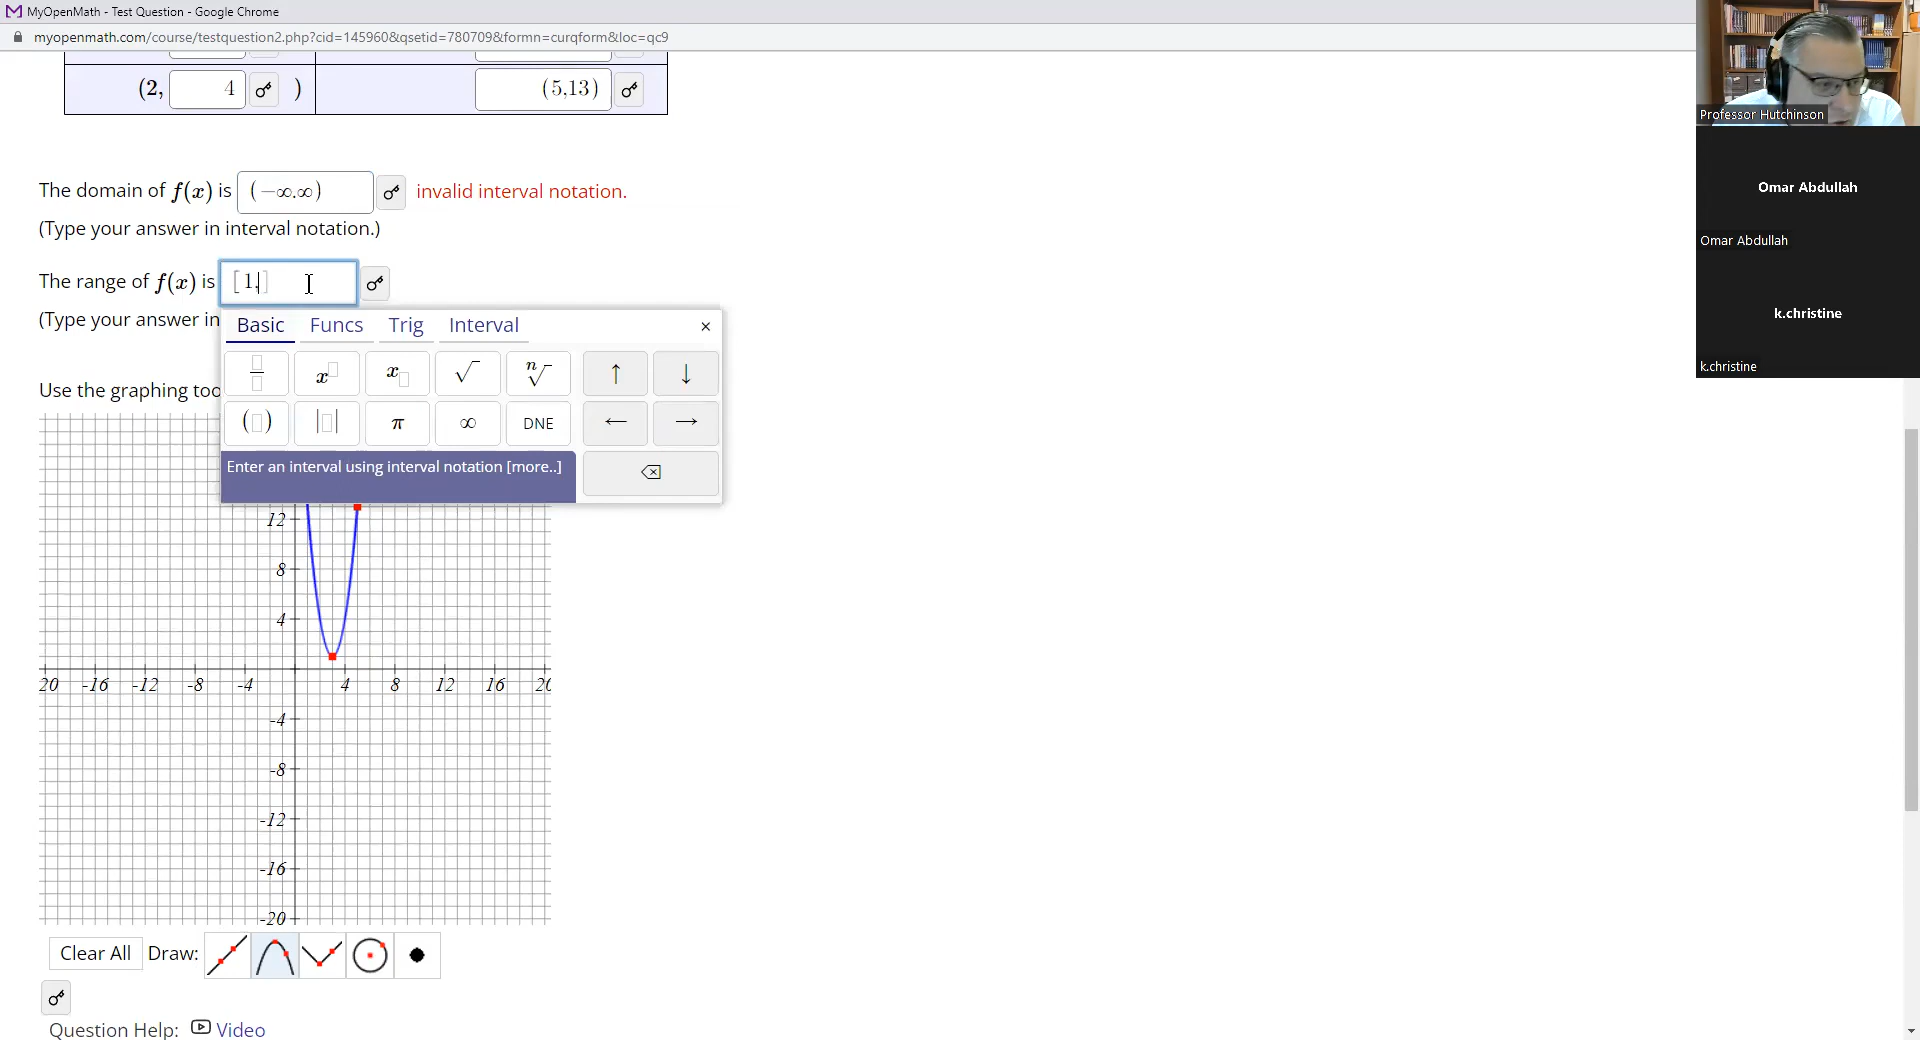 MyOpenMath - Test Question - Google Chrome
myopenmath.com/course/testquestion2.php?cid=145960&qsetid=780709&formn=curqform&loc=qc9
(2, 4 ) (5,13)
The domain of f(x) is (−∞.∞) invalid interval notation.
(Type your answer in interval notation.)
The range of f(x) is [1,]
(Type your answer in
Basic Funcs Trig Interval ×
x x √ n√ ↑ ↓
( ) | | π ∞ DNE ← →
Enter an interval using interval notation [more..]
Use the graphing too
12
8
4
20 -16 -12 -8 -4 4 8 12 16 20
-4
-8
-12
-16
-20
Clear All Draw:
Question Help: Video
Professor Hutchinson
Omar Abdullah
Omar Abdullah
k.christine
k.christine